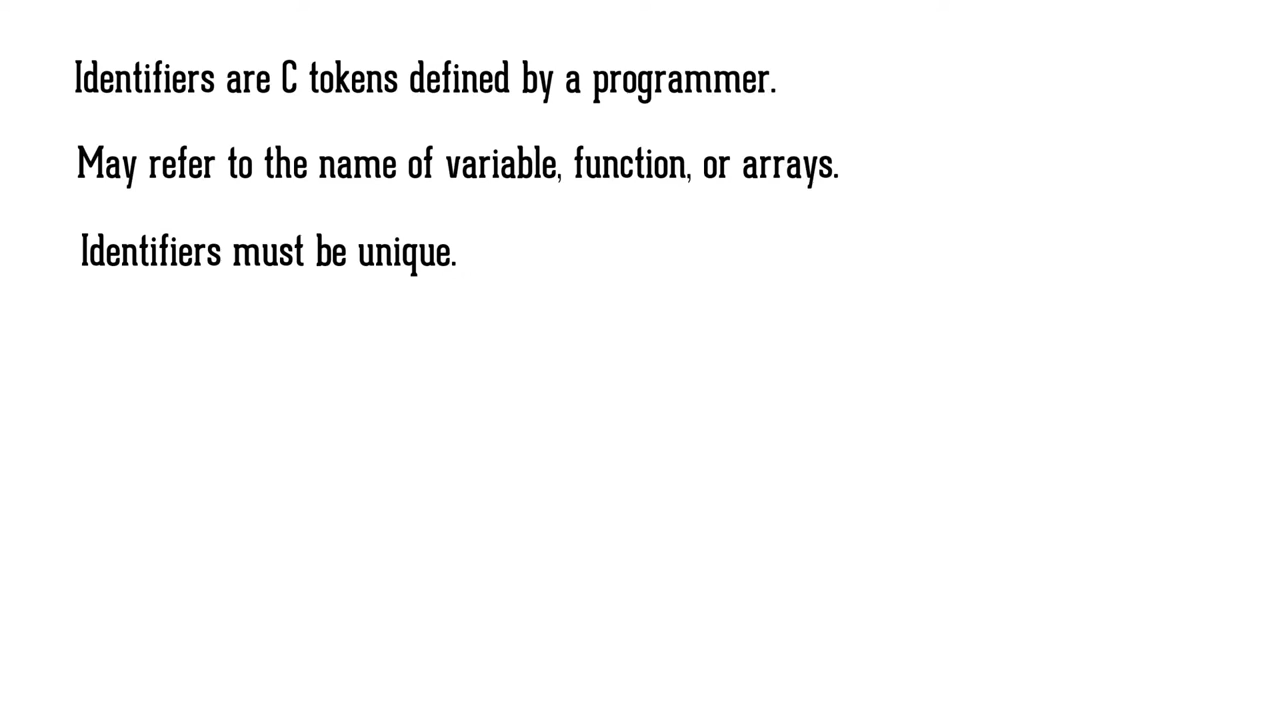 Identifiers are C tokens defined by a programmer.
May refer to the name of variable, function, or arrays.
Identifiers must be unique.